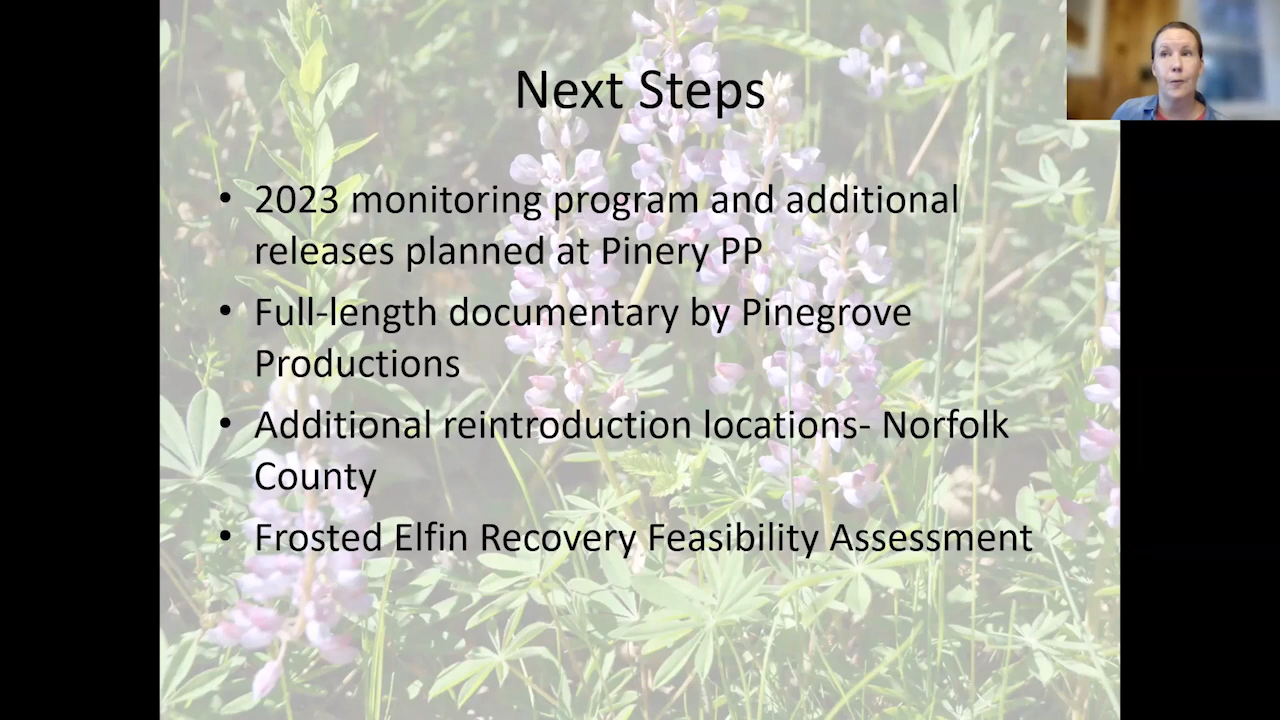 Next Steps
• 2023 monitoring program and additional
releases planned at Pinery PP
• Full-length documentary by Pinegrove
Productions
• Additional reintroduction locations- Norfolk
County
• Frosted Elfin Recovery Feasibility Assessment